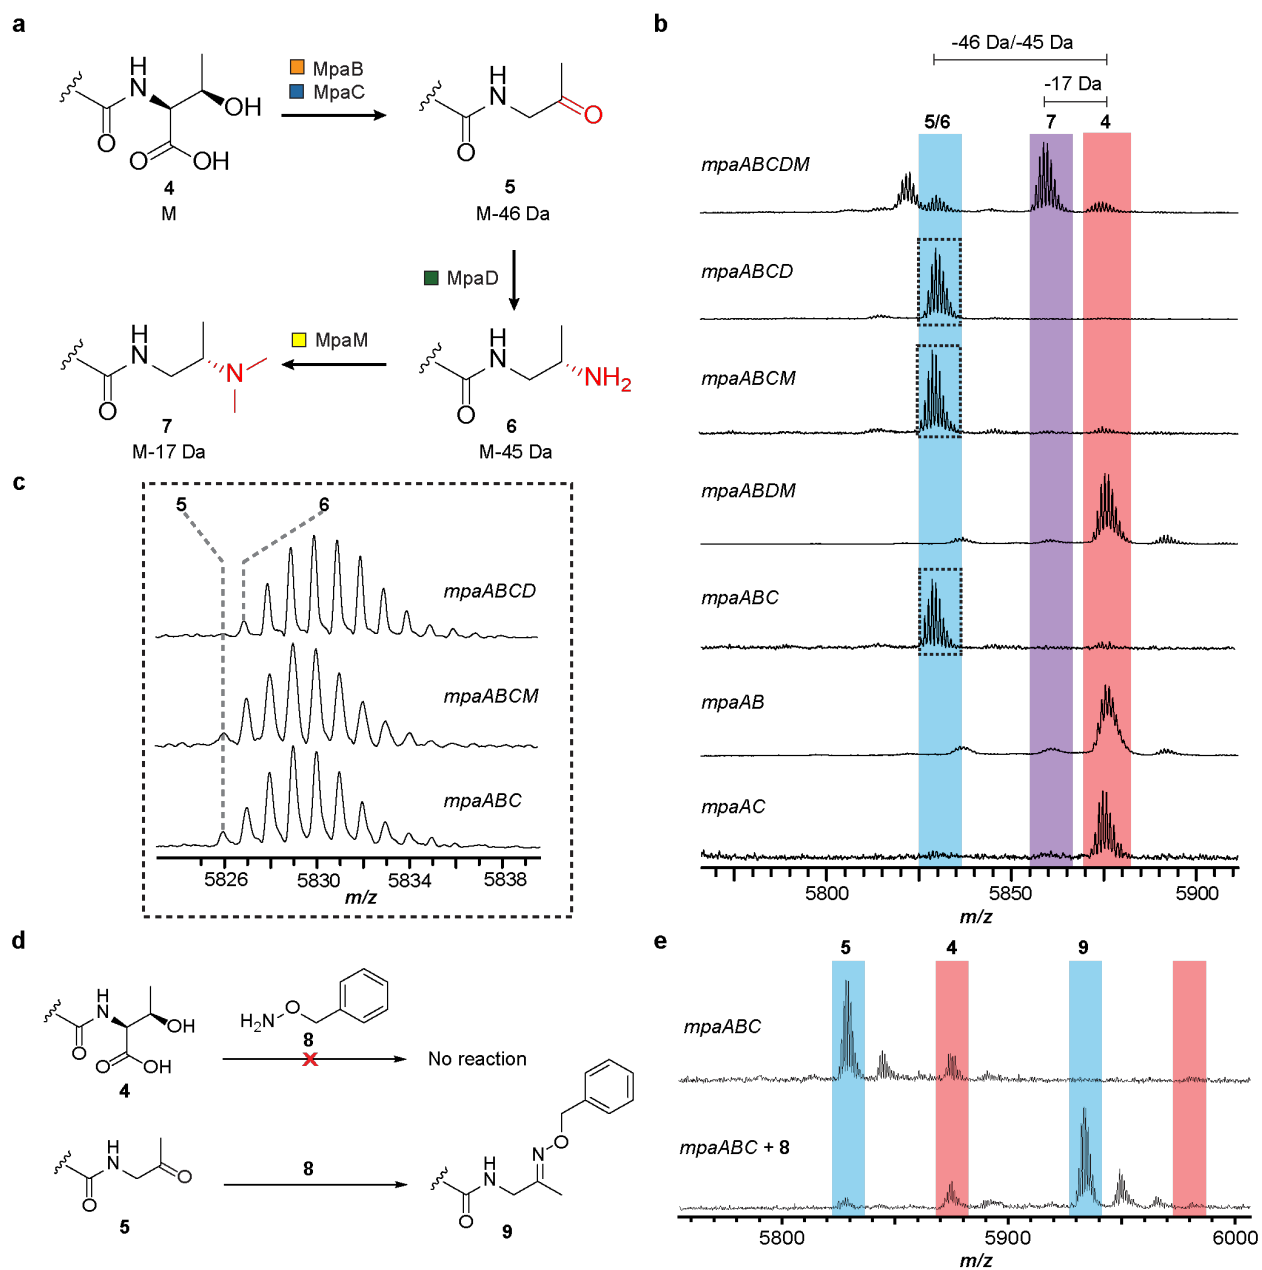 a
H
N
OH
O
O
OH
4
M
MpaB
MpaC
H
N
O
O
5
M-46 Da
MpaD
H
N
O
NH2
6
M-45 Da
MpaM
H
N
O
N
7
M-17 Da
b
-46 Da/-45 Da
-17 Da
5/6
7
4
mpaABCDM
mpaABCD
mpaABCM
mpaABDM
mpaABC
mpaAB
mpaAC
5800
5850
5900
m/z
c
5
6
mpaABCD
mpaABCM
mpaABC
5826
5830
5834
5838
m/z
d
H
N
OH
O
O
OH
4
H2N
O
8
x
No reaction
H
N
O
O
5
8
H
N
O
N
O
9
e
5
4
9
mpaABC
mpaABC + 8
5800
5900
6000
m/z